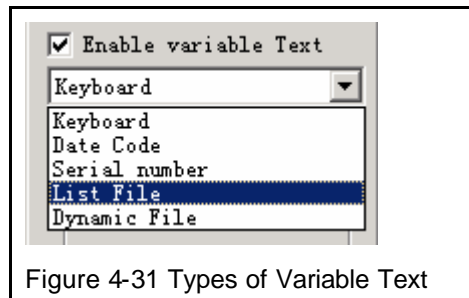 Enable variable Text
Keyboard
Keyboard
Date Code
Serial number
List File
Dynamic File
Figure 4-31 Types of Variable Text